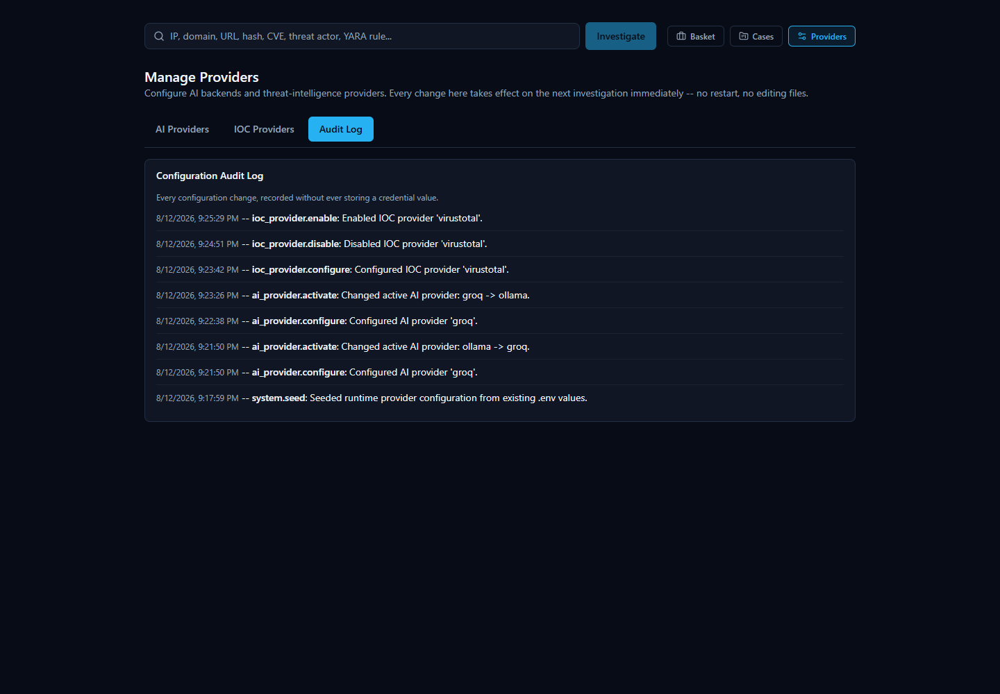 IP, domain, URL, hash, CVE, threat actor, YARA rule...
Investigate
Basket
Cases
Providers
Manage Providers
Configure AI backends and threat-intelligence providers. Every change here takes effect on the next investigation immediately -- no restart, no editing files.
AI Providers
IOC Providers
Audit Log
Configuration Audit Log
Every configuration change, recorded without ever storing a credential value.
8/12/2026, 9:25:29 PM -- ioc_provider.enable: Enabled IOC provider 'virustotal'.
8/12/2026, 9:24:51 PM -- ioc_provider.disable: Disabled IOC provider 'virustotal'.
8/12/2026, 9:23:42 PM -- ioc_provider.configure: Configured IOC provider 'virustotal'.
8/12/2026, 9:23:26 PM -- ai_provider.activate: Changed active AI provider: groq -> ollama.
8/12/2026, 9:22:38 PM -- ai_provider.configure: Configured AI provider 'groq'.
8/12/2026, 9:21:50 PM -- ai_provider.activate: Changed active AI provider: ollama -> groq.
8/12/2026, 9:21:50 PM -- ai_provider.configure: Configured AI provider 'groq'.
8/12/2026, 9:17:59 PM -- system.seed: Seeded runtime provider configuration from existing .env values.